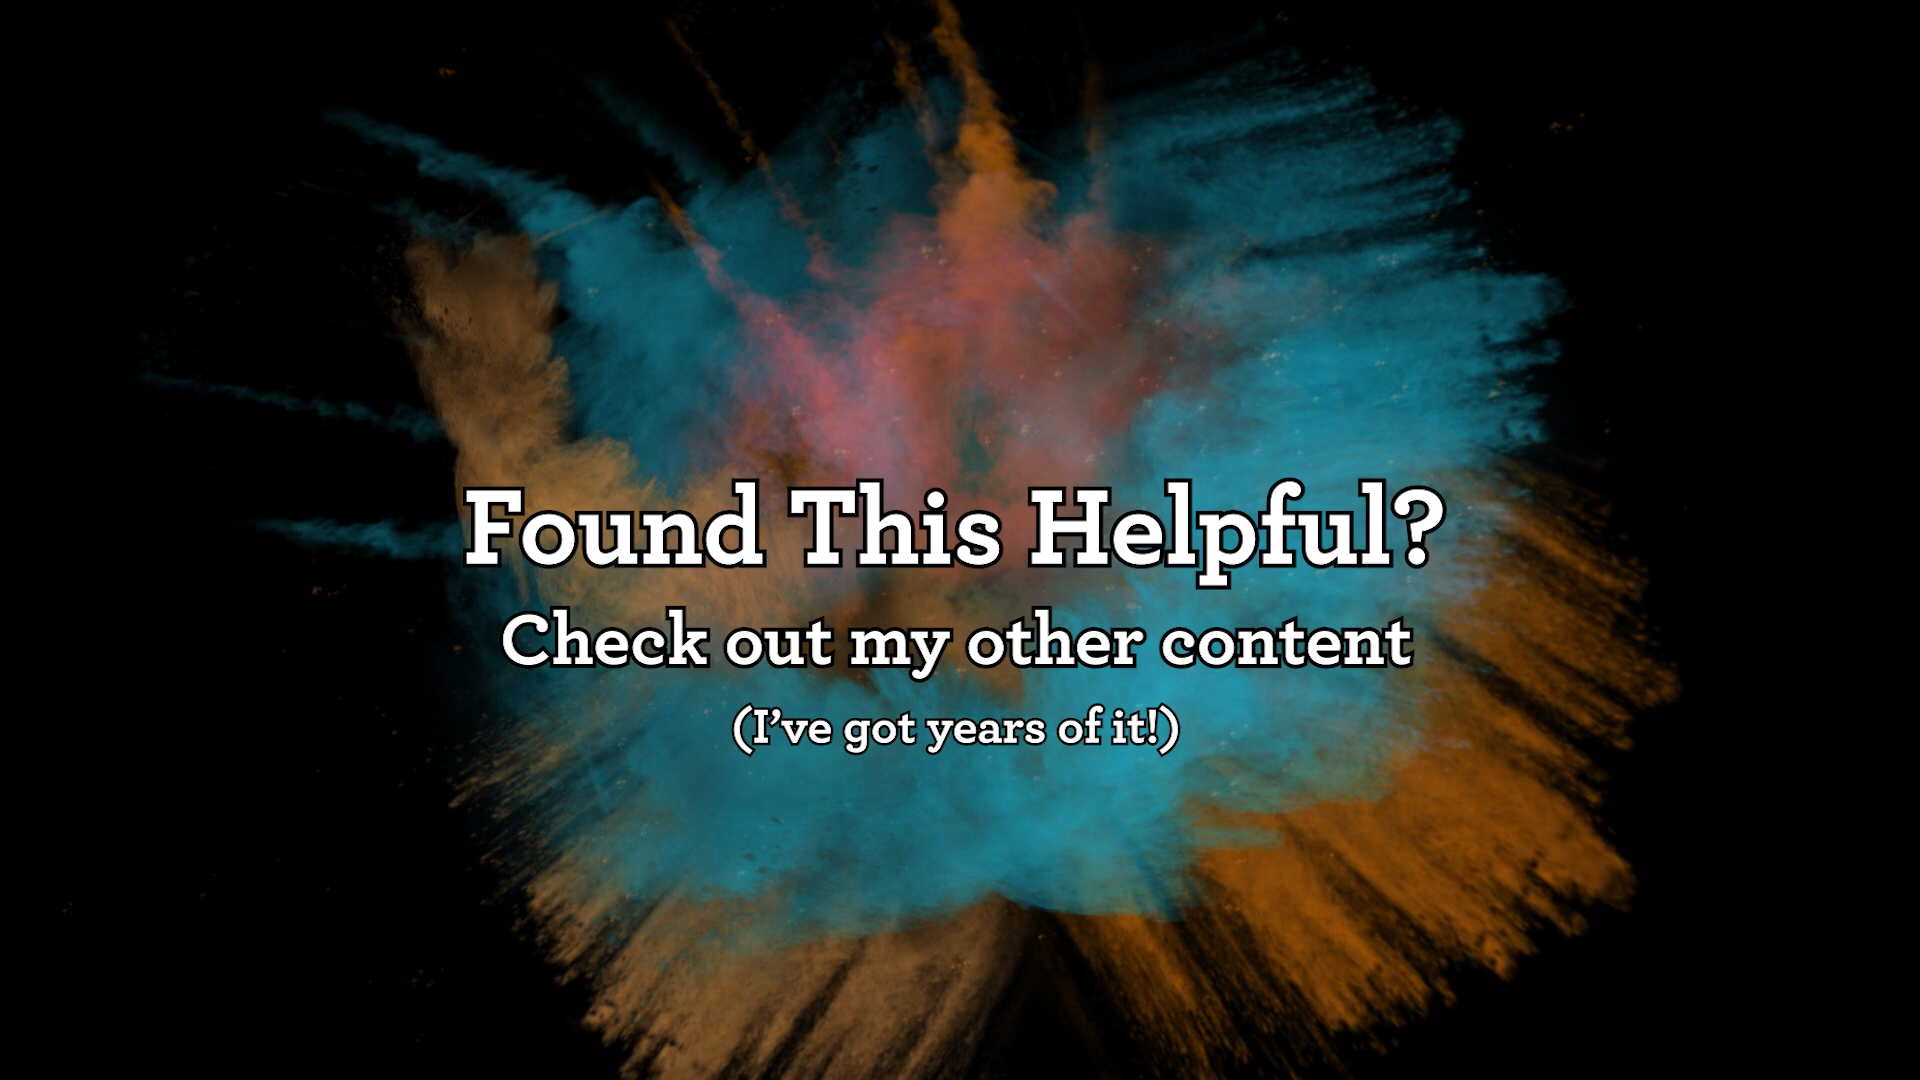 Found This Helpful?
Check out my other content
(I’ve got years of it!)